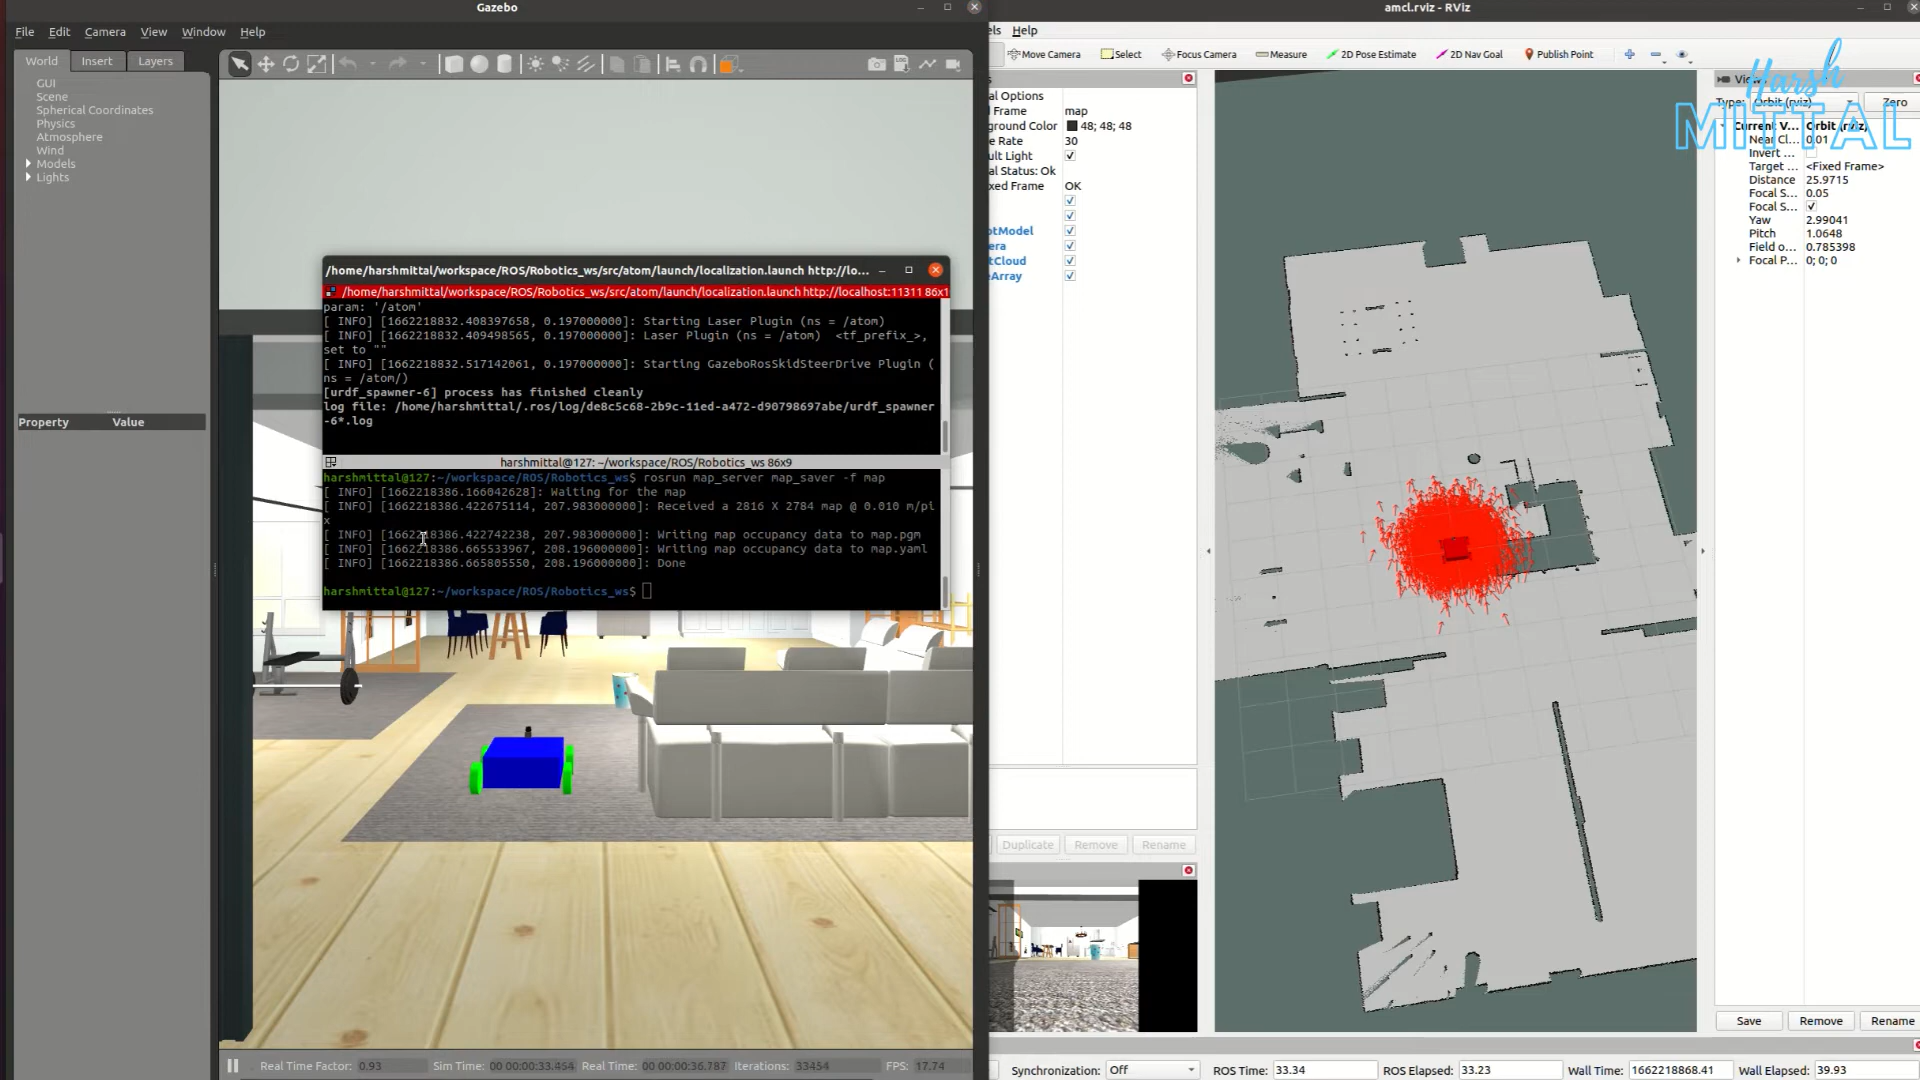 Gazebo
File Edit Camera View Window Help
World Insert Layers
GUI
Scene
Spherical Coordinates
Physics
Atmosphere
Wind
Models
Lights
Property Value
/home/harshmittal/workspace/ROS/Robotics_ws/src/atom/launch/localization.launch http://lo...
/home/harshmittal/workspace/ROS/Robotics_ws/src/atom/launch/localization.launch http://localhost:11311 86x1
param: '/atom'
[ INFO] [1662218832.408397658, 0.197000000]: Starting Laser Plugin (ns = /atom)
[ INFO] [1662218832.409498565, 0.197000000]: Laser Plugin (ns = /atom)  <tf_prefix_>,
set to ""
[ INFO] [1662218832.517142061, 0.197000000]: Starting GazeboRosSkidSteerDrive Plugin (
ns = /atom/)
[urdf_spawner-6] process has finished cleanly
log file: /home/harshmittal/.ros/log/de8c5c68-2b9c-11ed-a472-d90798697abe/urdf_spawner
-6*.log
harshmittal@127: ~/workspace/ROS/Robotics_ws 86x9
harshmittal@127:~/workspace/ROS/Robotics_ws$ rosrun map_server map_saver -f map
[ INFO] [1662218386.166042628]: Waiting for the map
[ INFO] [1662218386.422675114, 207.983000000]: Received a 2816 X 2784 map @ 0.010 m/pi
x
[ INFO] [1662218386.422742238, 207.983000000]: Writing map occupancy data to map.pgm
[ INFO] [1662218386.665533967, 208.196000000]: Writing map occupancy data to map.yaml
[ INFO] [1662218386.665805550, 208.196000000]: Done
harshmittal@127:~/workspace/ROS/Robotics_ws$
Real Time Factor: 0.93 Sim Time: 00 00:00:33.454 Real Time: 00 00:00:36.787 Iterations: 33454 FPS: 17.74
amcl.rviz - RViz
els Help
Move Camera Select Focus Camera Measure 2D Pose Estimate 2D Nav Goal Publish Point
s
al Options
d Frame map
ground Color 48; 48; 48
e Rate 30
ult Light
al Status: Ok
xed Frame OK
otModel
era
tCloud
eArray
Duplicate Remove Rename
Harsh
MITTAL
Views
Type: Orbit (rviz) Zero
Current V... Orbit (rviz)
Near Cl... 0.01
Invert ...
Target ... <Fixed Frame>
Distance 25.9715
Focal S... 0.05
Focal S...
Yaw 2.99041
Pitch 1.0648
Field o... 0.785398
Focal P... 0; 0; 0
Save Remove Rename
Synchronization: Off ROS Time: 33.34 ROS Elapsed: 33.23 Wall Time: 1662218868.41 Wall Elapsed: 39.93